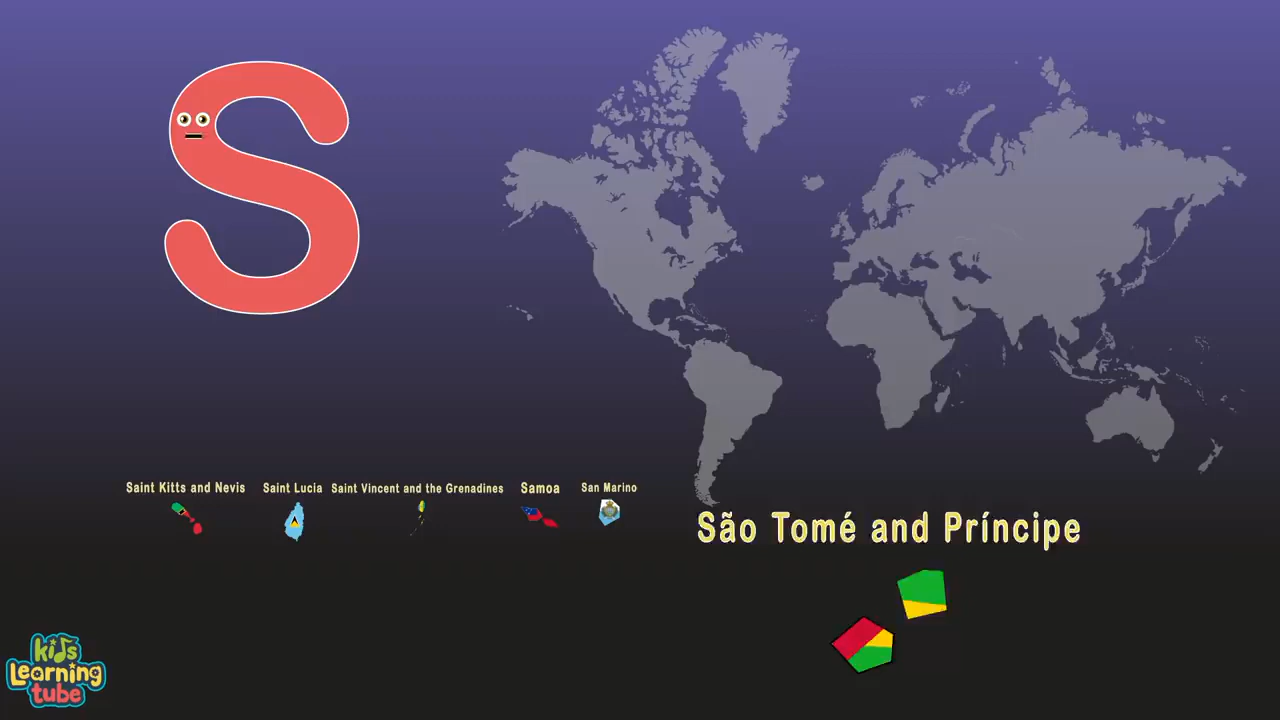 S
Saint Kitts and Nevis
Saint Lucia
Saint Vincent and the Grenadines
Samoa
San Marino
São Tomé and Príncipe
kids
Learning
tube